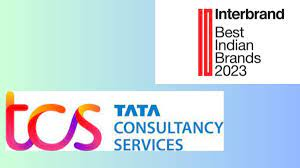 Interbrand
Best
Indian
Brands
2023
tcs
TATA
CONSULTANCY
SERVICES